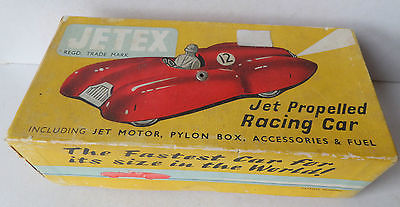 JETEX
REGD. TRADE MARK
12
Jet Propelled
Racing Car
INCLUDING JET MOTOR, PYLON BOX, ACCESSORIES & FUEL
The Fastest Car for
its size in the World!